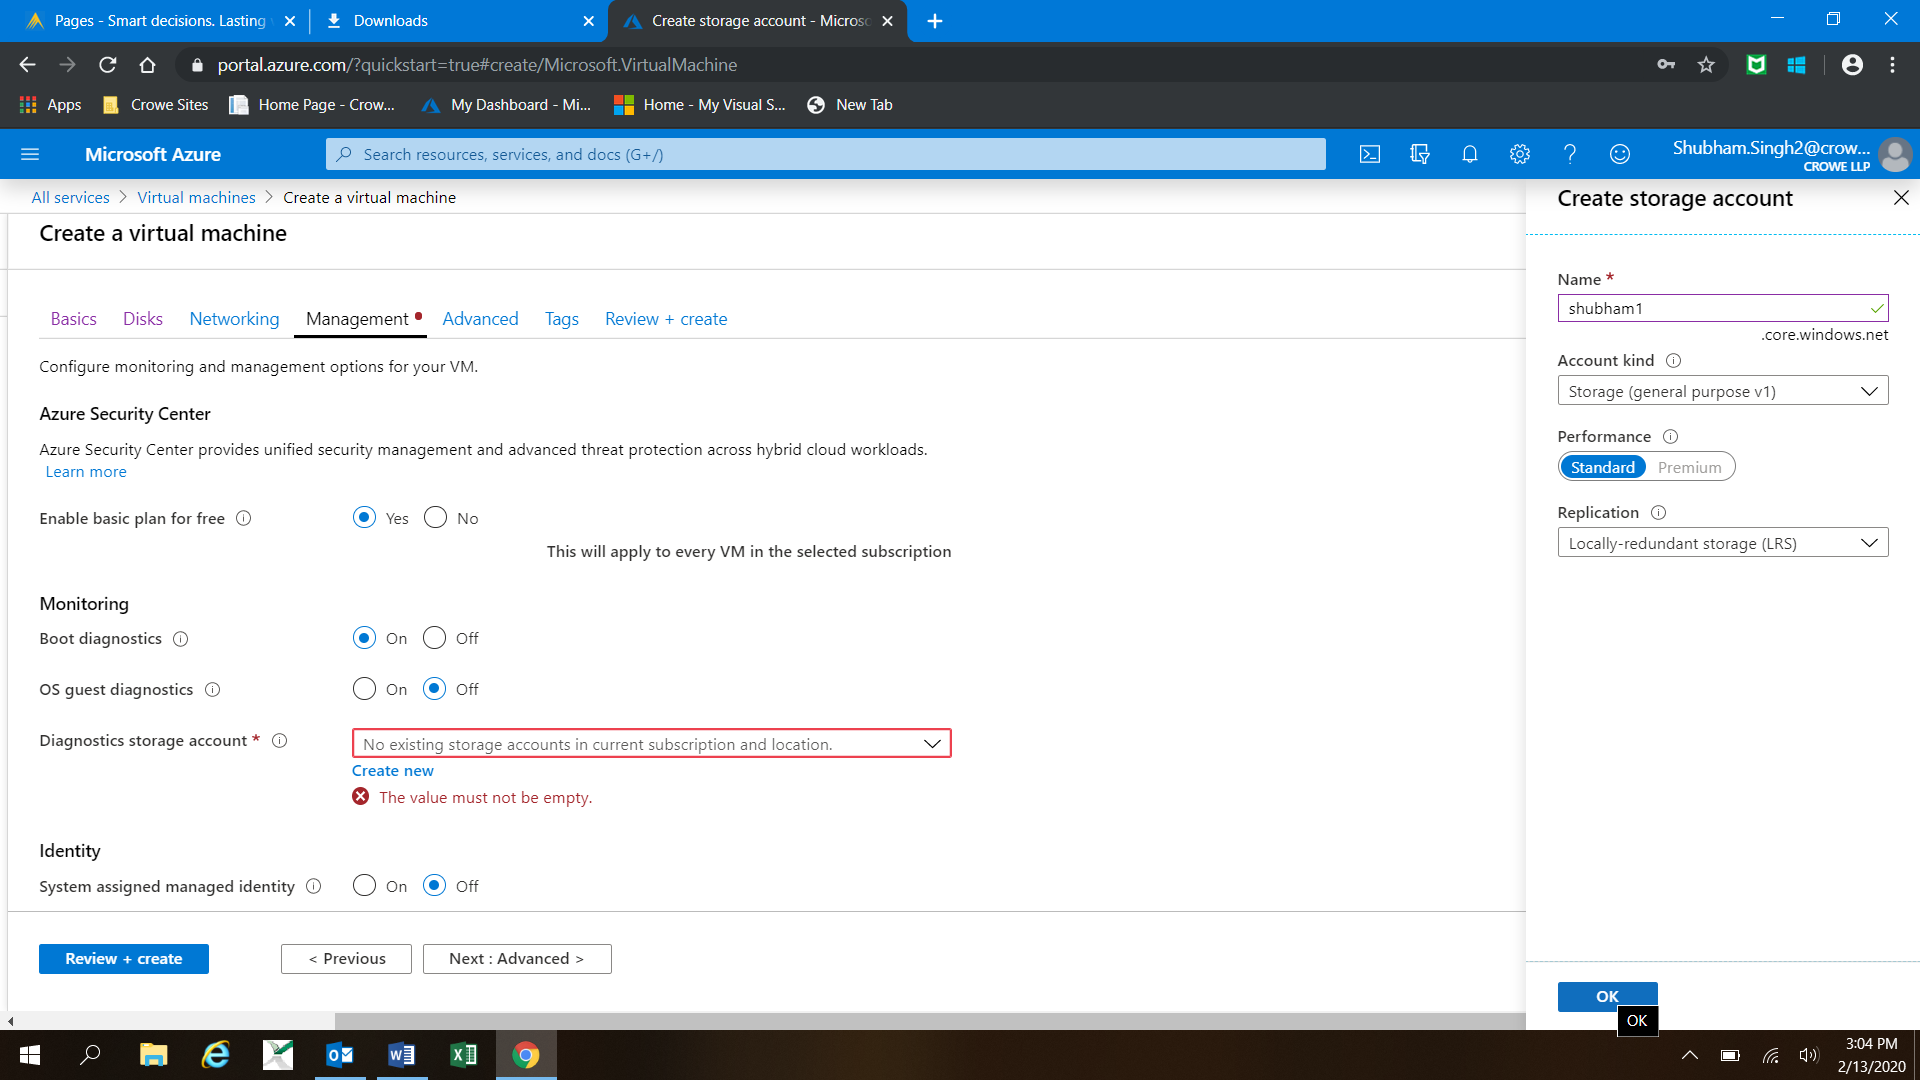 Pages - Smart decisions. Lasting
Downloads
Create storage account - Microso
portal.azure.com/?quickstart=true#create/Microsoft.VirtualMachine
Apps
Crowe Sites
Home Page - Crow...
My Dashboard - Mi...
Home - My Visual S...
New Tab
Microsoft Azure
Search resources, services, and docs (G+/)
Shubham.Singh2@crow...
CROWE LLP
All services > Virtual machines > Create a virtual machine
Create a virtual machine
Basics
Disks
Networking
Management
Advanced
Tags
Review + create
Configure monitoring and management options for your VM.
Azure Security Center
Azure Security Center provides unified security management and advanced threat protection across hybrid cloud workloads.
Learn more
Enable basic plan for free
Yes
No
This will apply to every VM in the selected subscription
Monitoring
Boot diagnostics
On
Off
OS guest diagnostics
On
Off
Diagnostics storage account *
No existing storage accounts in current subscription and location.
Create new
The value must not be empty.
Identity
System assigned managed identity
On
Off
Review + create
< Previous
Next : Advanced >
Create storage account
Name *
shubham1
.core.windows.net
Account kind
Storage (general purpose v1)
Performance
Standard
Premium
Replication
Locally-redundant storage (LRS)
OK
OK
3:04 PM
2/13/2020